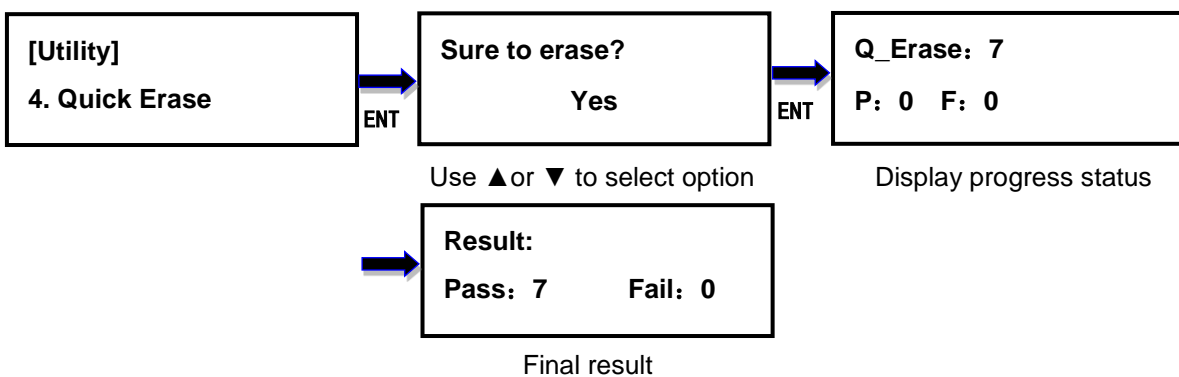 [Utility]
4. Quick Erase
ENT
Sure to erase?
Yes
Use ▲or ▼ to select option
ENT
Q_Erase：7
P：0 F：0
Display progress status
Result:
Pass：7 Fail：0
Final result